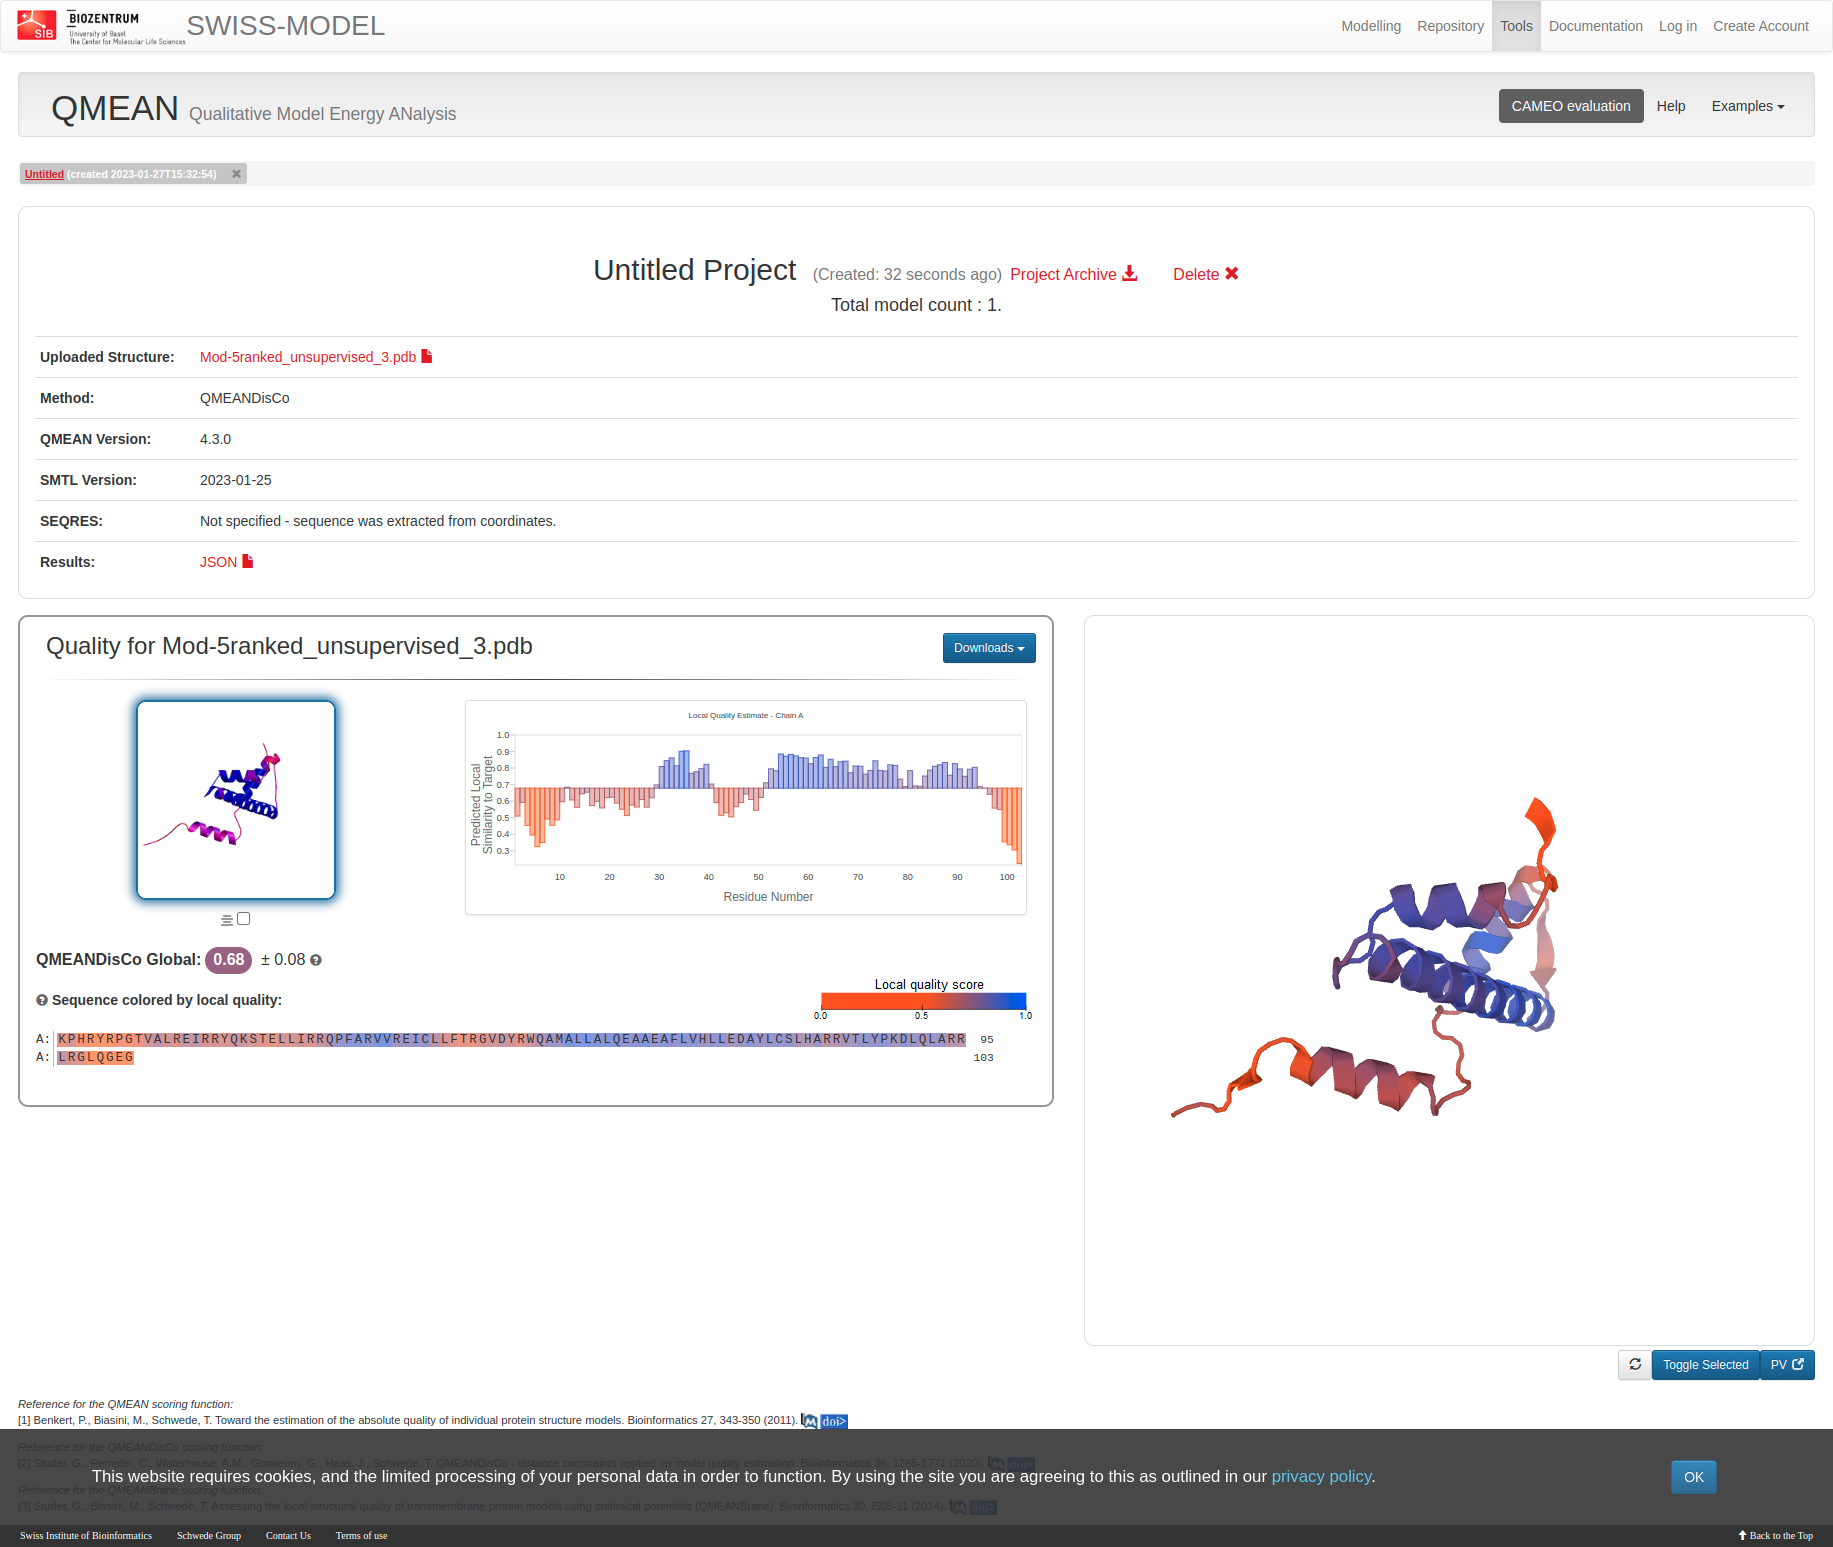 SIB
BIOZENTRUM
University of Basel
The Center for Molecular Life Sciences
SWISS-MODEL
Modelling Repository Tools Documentation Log in Create Account
QMEAN Qualitative Model Energy ANalysis
CAMEO evaluation Help Examples
Untitled (created 2023-01-27T15:32:54)
Untitled Project (Created: 32 seconds ago) Project Archive Delete
Total model count : 1.
Uploaded Structure: Mod-5ranked_unsupervised_3.pdb
Method: QMEANDisCo
QMEAN Version: 4.3.0
SMTL Version: 2023-01-25
SEQRES: Not specified - sequence was extracted from coordinates.
Results: JSON
Quality for Mod-5ranked_unsupervised_3.pdb
Downloads
Local Quality Estimate - Chain A
Predicted Local
Similarity to Target
1.0
0.9
0.8
0.7
0.6
0.5
0.4
0.3
10 20 30 40 50 60 70 80 90 100
Residue Number
QMEANDisCo Global: 0.68 ± 0.08
Sequence colored by local quality:
Local quality score
0.0 0.5 1.0
A: KPHRYRPGTVALREIRRYQKSTELLIRRQPFARVVREICLLFTRGVDYRWQAMALLALQEAAEAFLVHLLEDAYLCSLHARRVTLYPKDLQLARR 95
A: LRGLQGEG 103
Toggle Selected PV
Reference for the QMEAN scoring function:
[1] Benkert, P., Biasini, M., Schwede, T. Toward the estimation of the absolute quality of individual protein structure models. Bioinformatics 27, 343-350 (2011). M doi>
Reference for the QMEANDisCo scoring function:
[2] Studer, G., Rempfer, C., Waterhouse, A.M., Gumienny, G., Haas, J., Schwede, T. QMEANDisCo - distance constraints applied on model quality estimation. Bioinformatics 36, 1765-1771 (2020). M doi>
This website requires cookies, and the limited processing of your personal data in order to function. By using the site you are agreeing to this as outlined in our privacy policy.
OK
Reference for the QMEANBrane scoring function:
[3] Studer, G., Biasini, M., Schwede, T. Assessing the local structural quality of transmembrane protein models using statistical potentials (QMEANBrane). Bioinformatics 30, i505-11 (2014). M doi>
Swiss Institute of Bioinformatics Schwede Group Contact Us Terms of use
Back to the Top